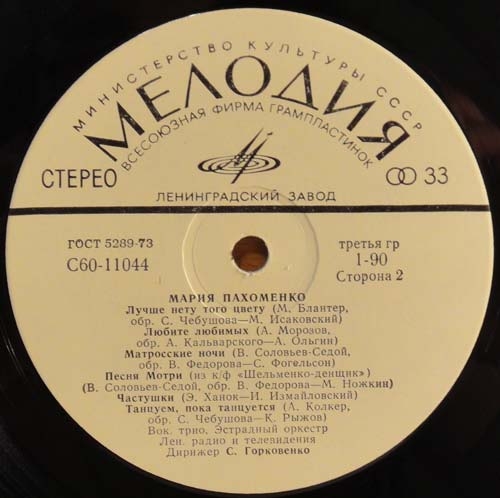 МИНИСТЕРСТВО КУЛЬТУРЫ СССР
МЕЛОДИЯ
ВСЕСОЮЗНАЯ ФИРМА ГРАМПЛАСТИНОК
СТЕРЕО
33
ЛЕНИНГРАДСКИЙ ЗАВОД
ГОСТ 5289-73
третья гр
С60-11044
1-90
Сторона 2
МАРИЯ ПАХОМЕНКО
Лучше нету того цвету (М. Блантер,
обр. С. Чебушова—М. Исаковский)
Любите любимых (А. Морозов,
обр. А. Кальварского—А. Ольгин)
Матросские ночи (В. Соловьев-Седой,
обр. В. Федорова—С. Фогельсон)
Песня Мотри (из к/ф «Шельменко-денщик»)
(В. Соловьев-Седой, обр. В. Федорова—М. Ножкин)
Частушки (Э. Ханок—И. Измайловский)
Танцуем, пока танцуется (А. Колкер,
обр. С. Чебушова—К. Рыжов)
Вок. трио, Эстрадный оркестр
Лен. радио и телевидения
Дирижер С. Горковенко